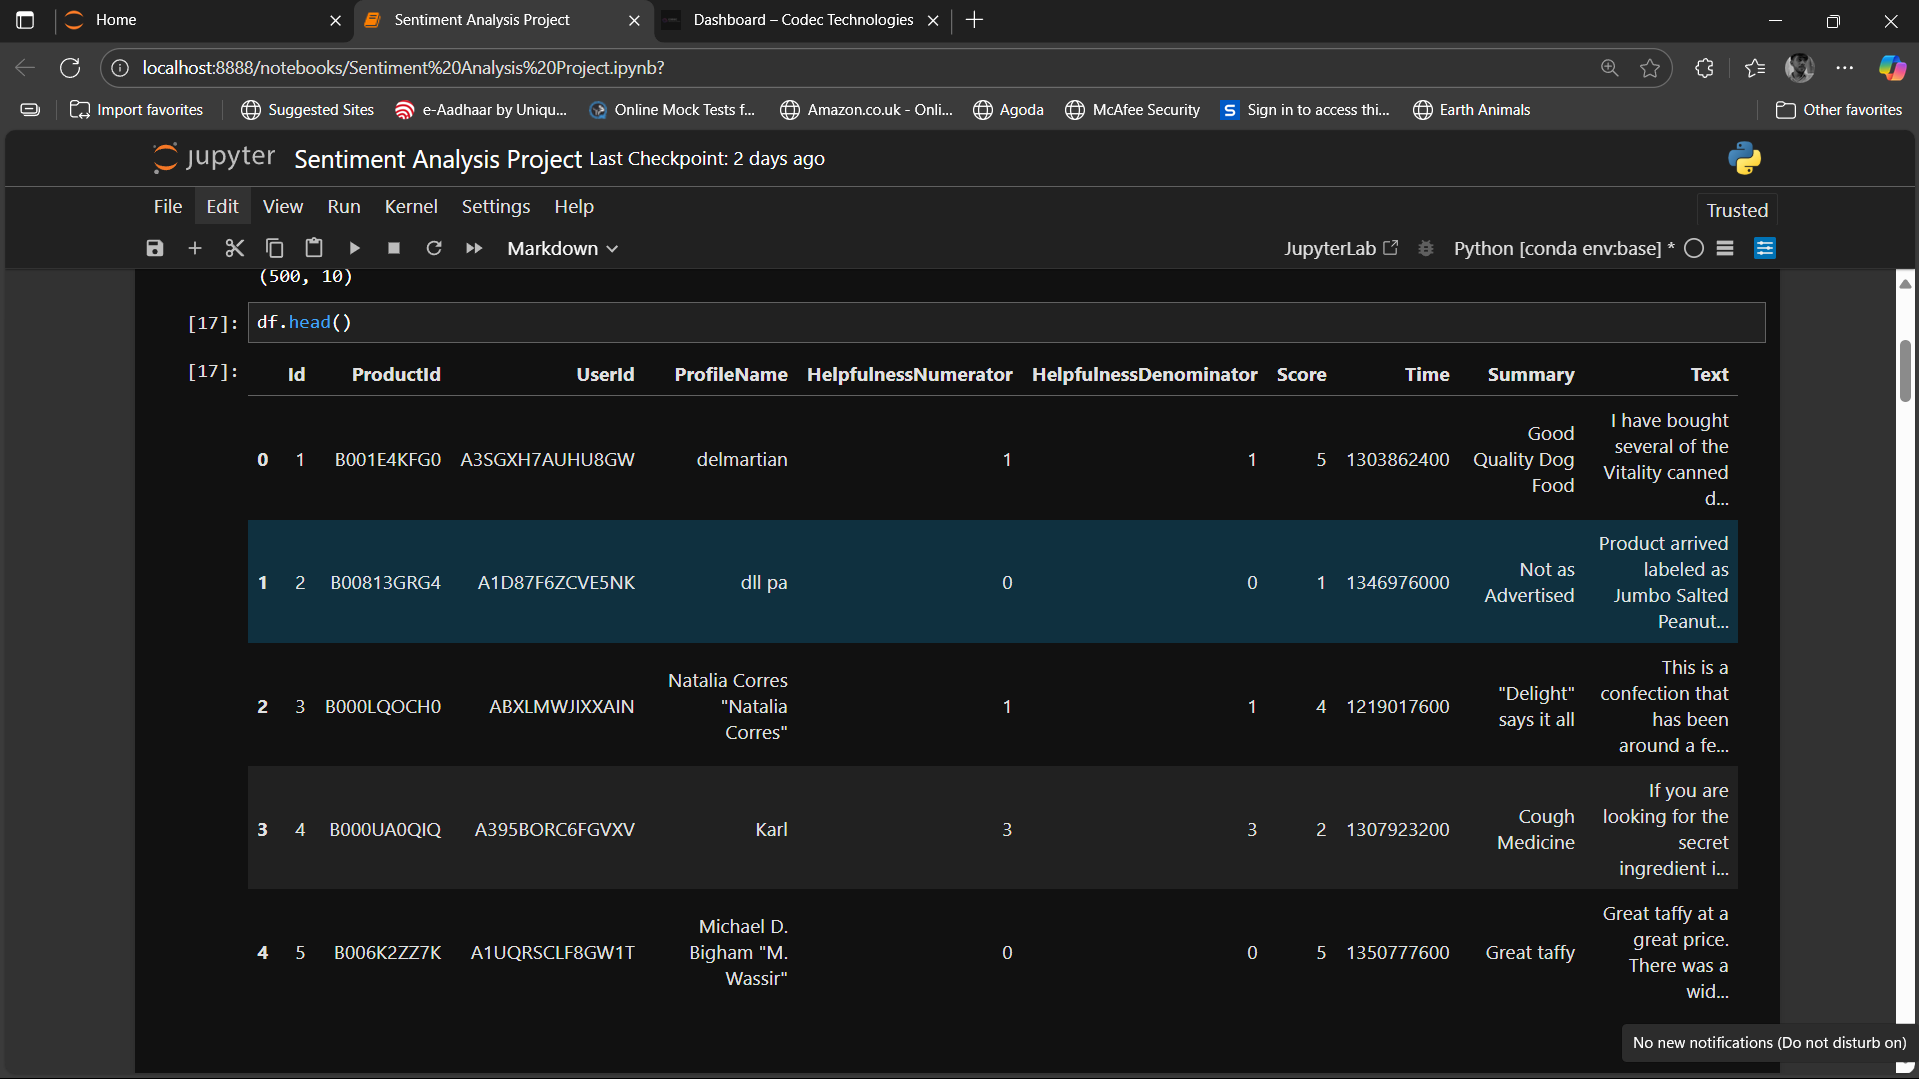 Home
Sentiment Analysis Project
Dashboard – Codec Technologies
localhost:8888/notebooks/Sentiment%20Analysis%20Project.ipynb?
Import favorites
Suggested Sites
e-Aadhaar by Uniqu...
Online Mock Tests f...
Amazon.co.uk - Onli...
Agoda
McAfee Security
S
Sign in to access thi...
Earth Animals
Other favorites
jupyter Sentiment Analysis Project Last Checkpoint: 2 days ago
File Edit View Run Kernel Settings Help
Trusted
Markdown
JupyterLab
Python [conda env:base] *
(500, 10)
[17]: df.head()
[17]: Id ProductId UserId ProfileName HelpfulnessNumerator HelpfulnessDenominator Score Time Summary Text
0 1 B001E4KFG0 A3SGXH7AUHU8GW delmartian 1 1 5 1303862400
Good
Quality Dog
Food
I have bought
several of the
Vitality canned
d...
1 2 B00813GRG4 A1D87F6ZCVE5NK dll pa 0 0 1 1346976000
Not as
Advertised
Product arrived
labeled as
Jumbo Salted
Peanut...
2 3 B000LQOCH0 ABXLMWJIXXAIN
Natalia Corres
"Natalia
Corres"
1 1 4 1219017600
"Delight"
says it all
This is a
confection that
has been
around a fe...
3 4 B000UA0QIQ A395BORC6FGVXV Karl 3 3 2 1307923200
Cough
Medicine
If you are
looking for the
secret
ingredient i...
4 5 B006K2ZZ7K A1UQRSCLF8GW1T
Michael D.
Bigham "M.
Wassir"
0 0 5 1350777600 Great taffy
Great taffy at a
great price.
There was a
wid...
No new notifications (Do not disturb on)